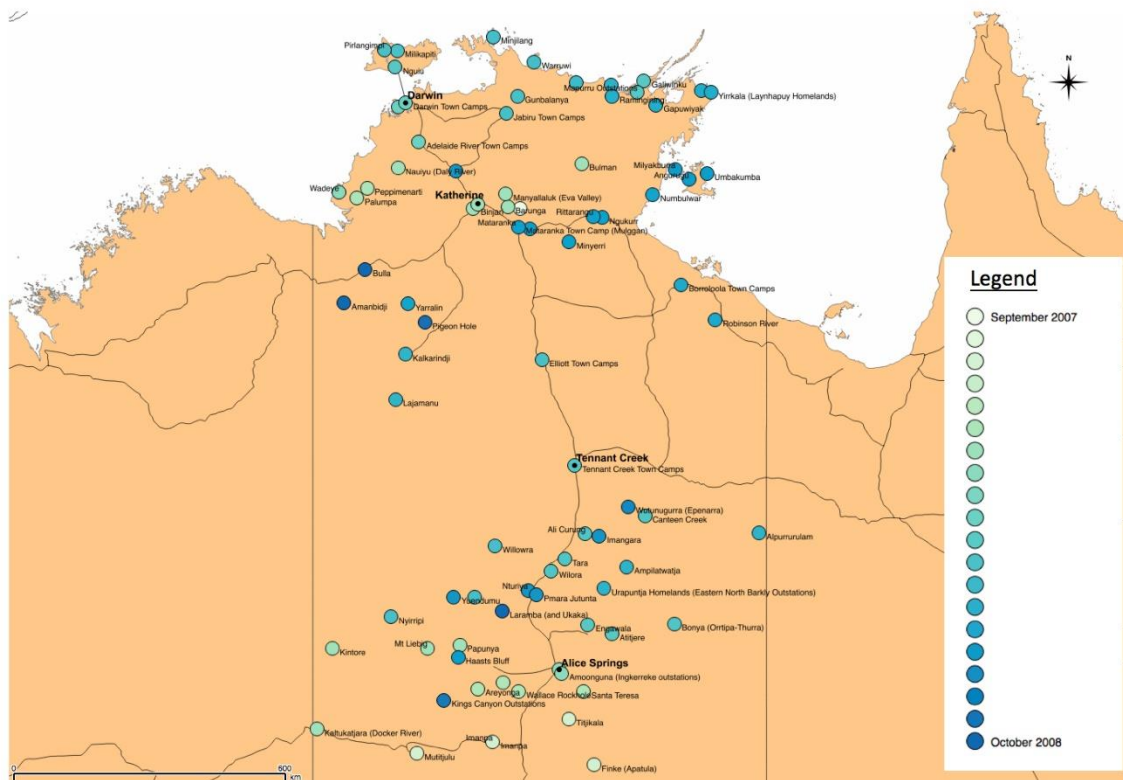 Pirlangimpi
Milikapiti
Nguiu
Minjilang
Warruwi
N
Darwin
Darwin Town Camps
Gunbalanya
Mapurru Outstations
Galiwinku
Ramingining
Gapuwiyak
Yirrkala (Laynhapuy Homelands)
Jabiru Town Camps
Adelaide River Town Camps
Nauiyu (Daly River)
Bulman
Milyakburra
Angurugu
Umbakumba
Wadeye
Peppimenarti
Palumpa
Katherine
Manyallaluk (Eva Valley)
Numbulwar
Binjari
Barunga
Rittarangu
Ngukurr
Mataranka
Mataranka Town Camp (Mulggan)
Minyerri
Bulla
Borroloola Town Camps
Amanbidji
Yarralin
Pigeon Hole
Robinson River
Kalkarindji
Elliott Town Camps
Lajamanu
Tennant Creek
Tennant Creek Town Camps
Wutunugurra (Epenarra)
Canteen Creek
Ali Curung
Imangara
Alpurrurulam
Willowra
Tara
Wilora
Ampilatwatja
Nturiya
Pmara Jutunta
Urapuntja Homelands (Eastern North Barkly Outstations)
Yuendumu
Laramba (and Ukaka)
Nyirripi
Engawala
Atitjere
Bonya (Orrtipa-Thurra)
Kintore
Mt Liebig
Papunya
Haasts Bluff
Alice Springs
Amoonguna (Ingkerreke outstations)
Areyonga
Wallace Rockhole
Santa Teresa
Kings Canyon Outstations
Titjikala
Kaltukatjara (Docker River)
Imanpa
Imanpa
Mutitjulu
Finke (Apatula)
0
600
km
Legend
September 2007
October 2008